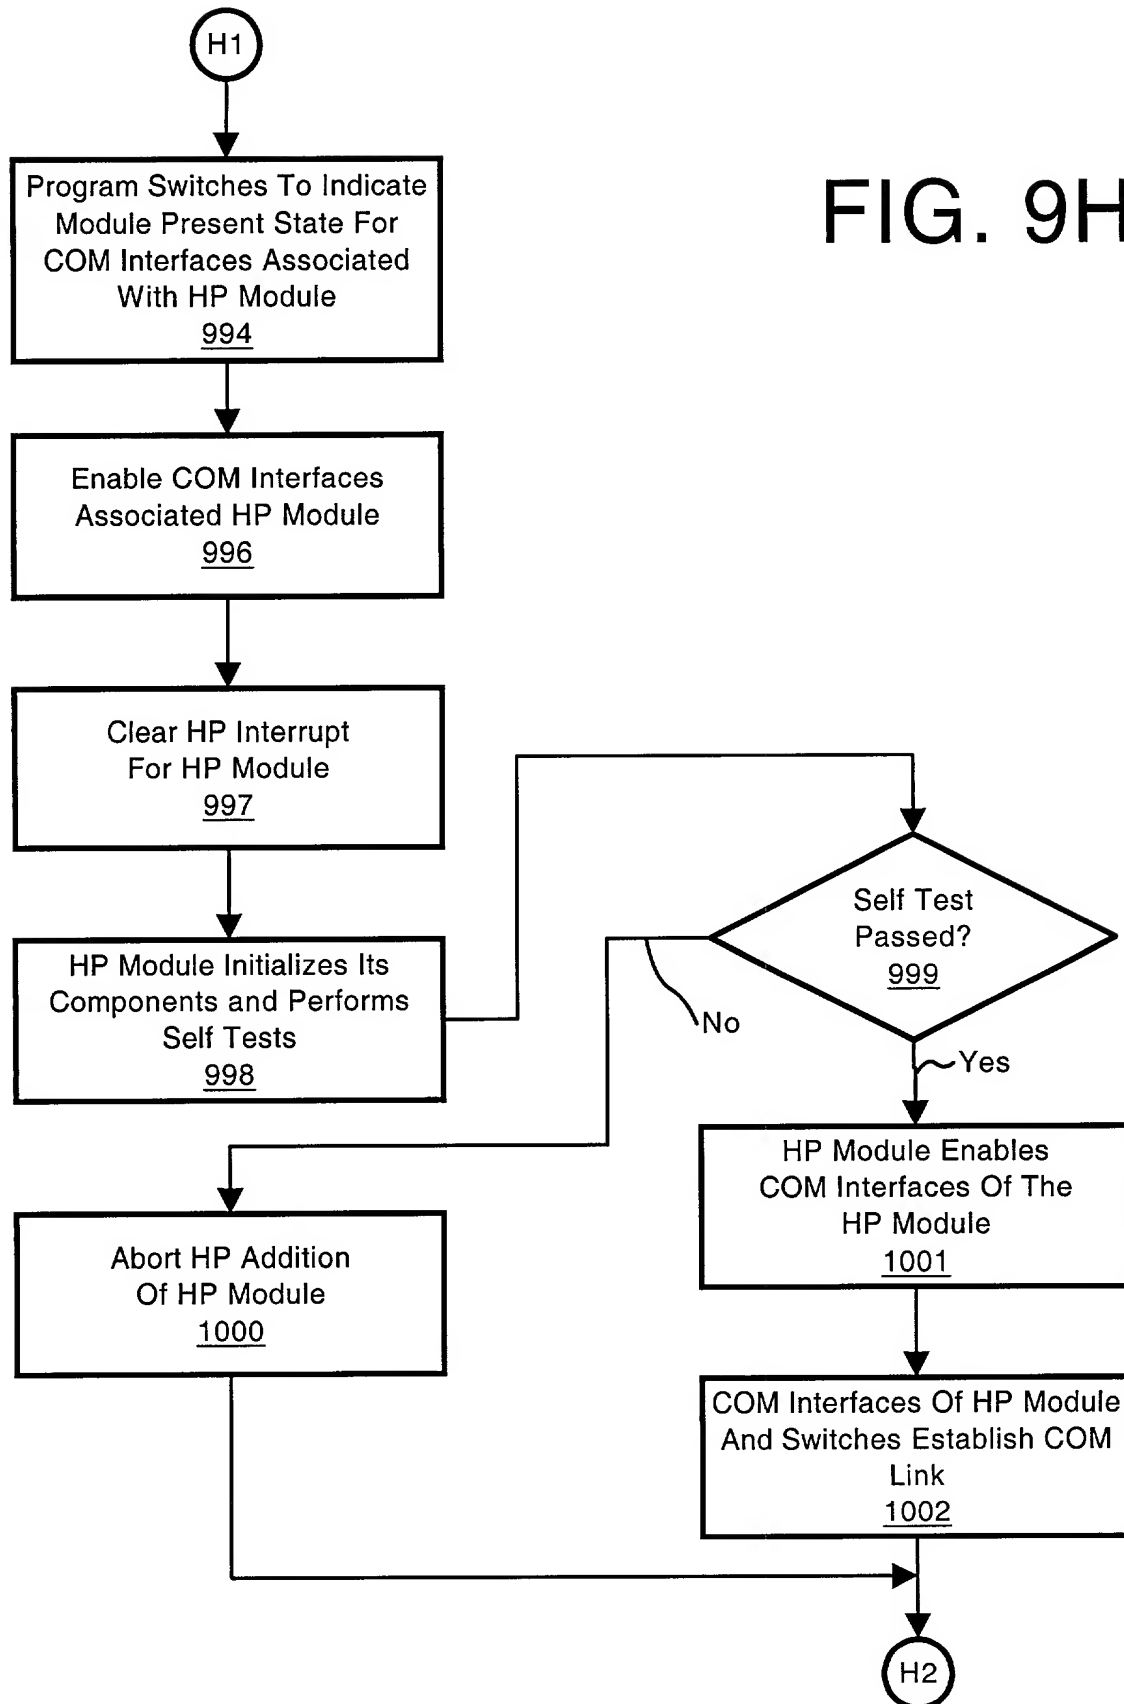 H1
FIG. 9H
Program Switches To Indicate
Module Present State For
COM Interfaces Associated
With HP Module
994
Enable COM Interfaces
Associated HP Module
996
Clear HP Interrupt
For HP Module
997
HP Module Initializes Its
Components and Performs
Self Tests
998
Self Test
Passed?
999
No
Yes
Abort HP Addition
Of HP Module
1000
HP Module Enables
COM Interfaces Of The
HP Module
1001
COM Interfaces Of HP Module
And Switches Establish COM
Link
1002
H2